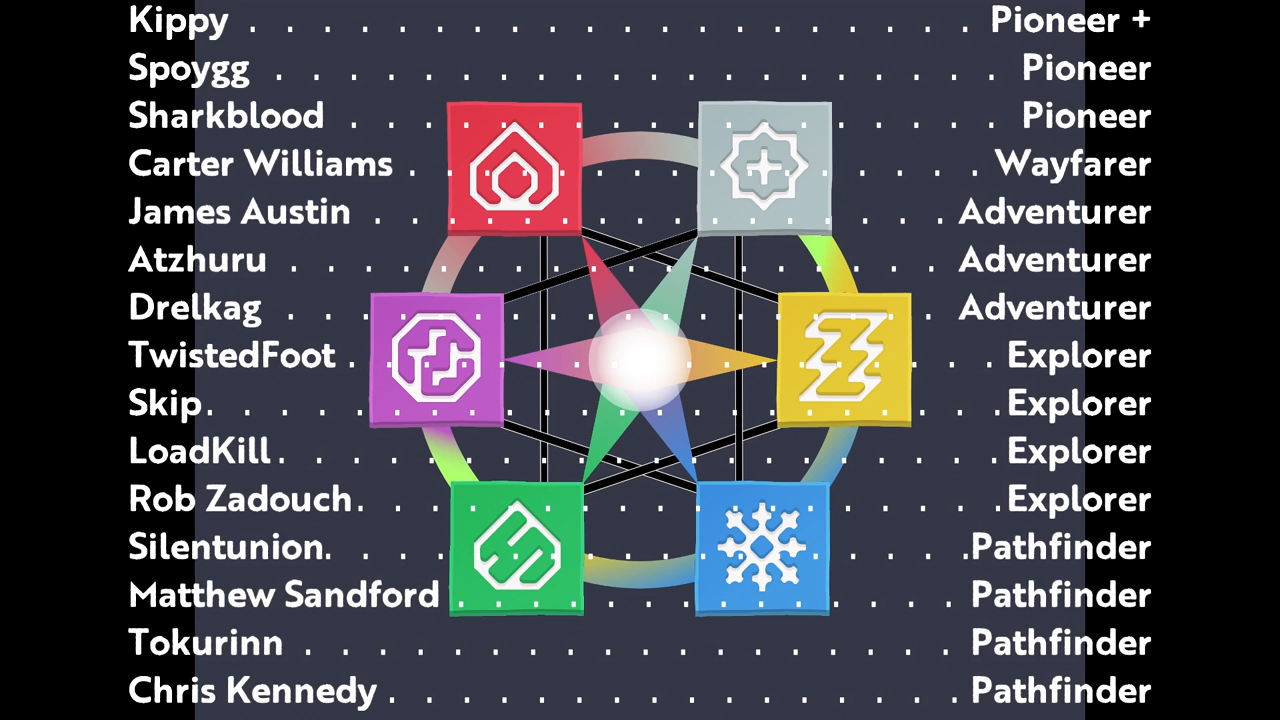 Kippy . . . . . . . . . . . . . . . . . . . Pioneer +
Spoygg . . . . . . . . . . . . . . . . . . . . Pioneer
Sharkblood . . . . . . . . . . . . . . . . . . Pioneer
Carter Williams . . . . . . . . . . . . . . . . Wayfarer
James Austin . . . . . . . . . . . . . . . . Adventurer
Atzhuru . . . . . . . . . . . . . . . . . . Adventurer
Drelkag . . . . . . . . . . . . . . . . . . Adventurer
TwistedFoot . . . . . . . . . . . . . . . . . . Explorer
Skip. . . . . . . . . . . . . . . . . . . . . . Explorer
LoadKill . . . . . . . . . . . . . . . . . . . . Explorer
Rob Zadouch. . . . . . . . . . . . . . . . . . Explorer
Silentunion. . . . . . . . . . . . . . . . . . Pathfinder
Matthew Sandford . . . . . . . . . . . . . . Pathfinder
Tokurinn . . . . . . . . . . . . . . . . . . Pathfinder
Chris Kennedy . . . . . . . . . . . . . . . . Pathfinder